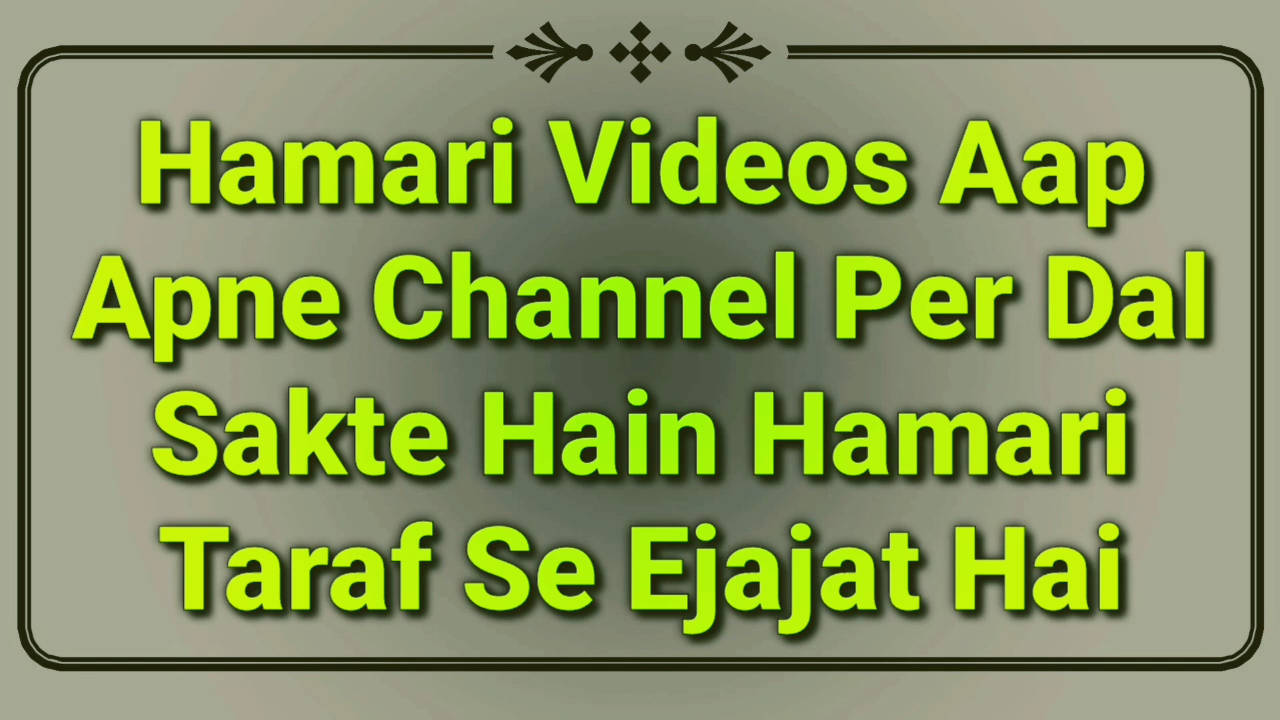 Hamari Videos Aap
Apne Channel Per Dal
Sakte Hain Hamari
Taraf Se Ejajat Hai